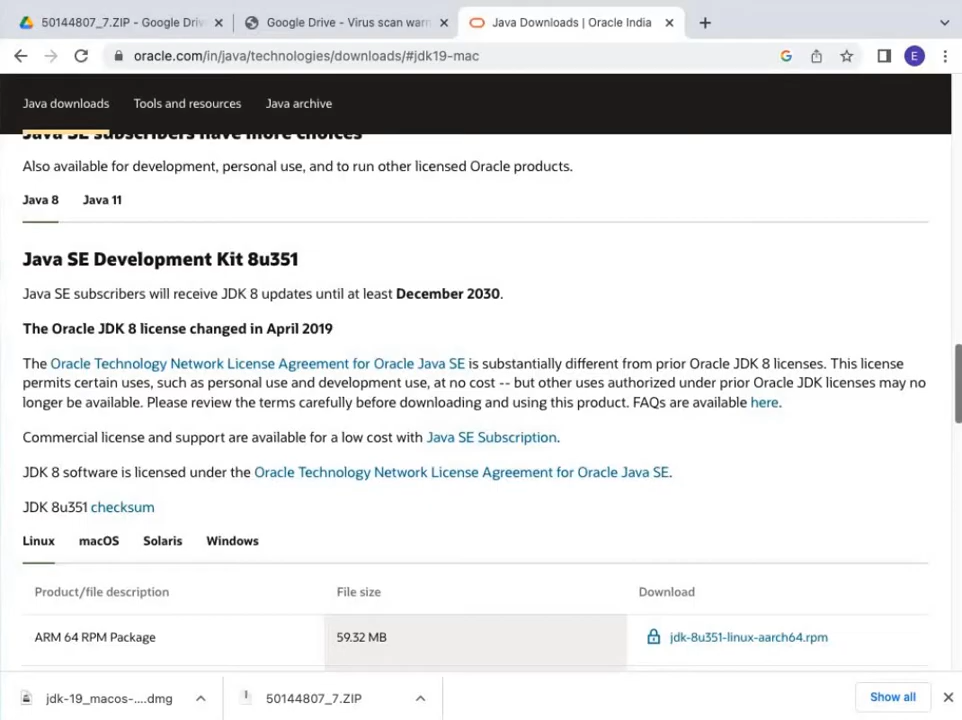 50144807_7.ZIP - Google Driv
Google Drive - Virus scan warn
Java Downloads | Oracle India
oracle.com/in/java/technologies/downloads/#jdk19-mac
E
Java downloads
Tools and resources
Java archive
Java SE subscribers have more choices
Also available for development, personal use, and to run other licensed Oracle products.
Java 8
Java 11
Java SE Development Kit 8u351
Java SE subscribers will receive JDK 8 updates until at least December 2030.
The Oracle JDK 8 license changed in April 2019
The Oracle Technology Network License Agreement for Oracle Java SE is substantially different from prior Oracle JDK 8 licenses. This license
permits certain uses, such as personal use and development use, at no cost -- but other uses authorized under prior Oracle JDK licenses may no
longer be available. Please review the terms carefully before downloading and using this product. FAQs are available here.
Commercial license and support are available for a low cost with Java SE Subscription.
JDK 8 software is licensed under the Oracle Technology Network License Agreement for Oracle Java SE.
JDK 8u351 checksum
Linux
macOS
Solaris
Windows
Product/file description
File size
Download
ARM 64 RPM Package
59.32 MB
jdk-8u351-linux-aarch64.rpm
jdk-19_macos-....dmg
50144807_7.ZIP
Show all